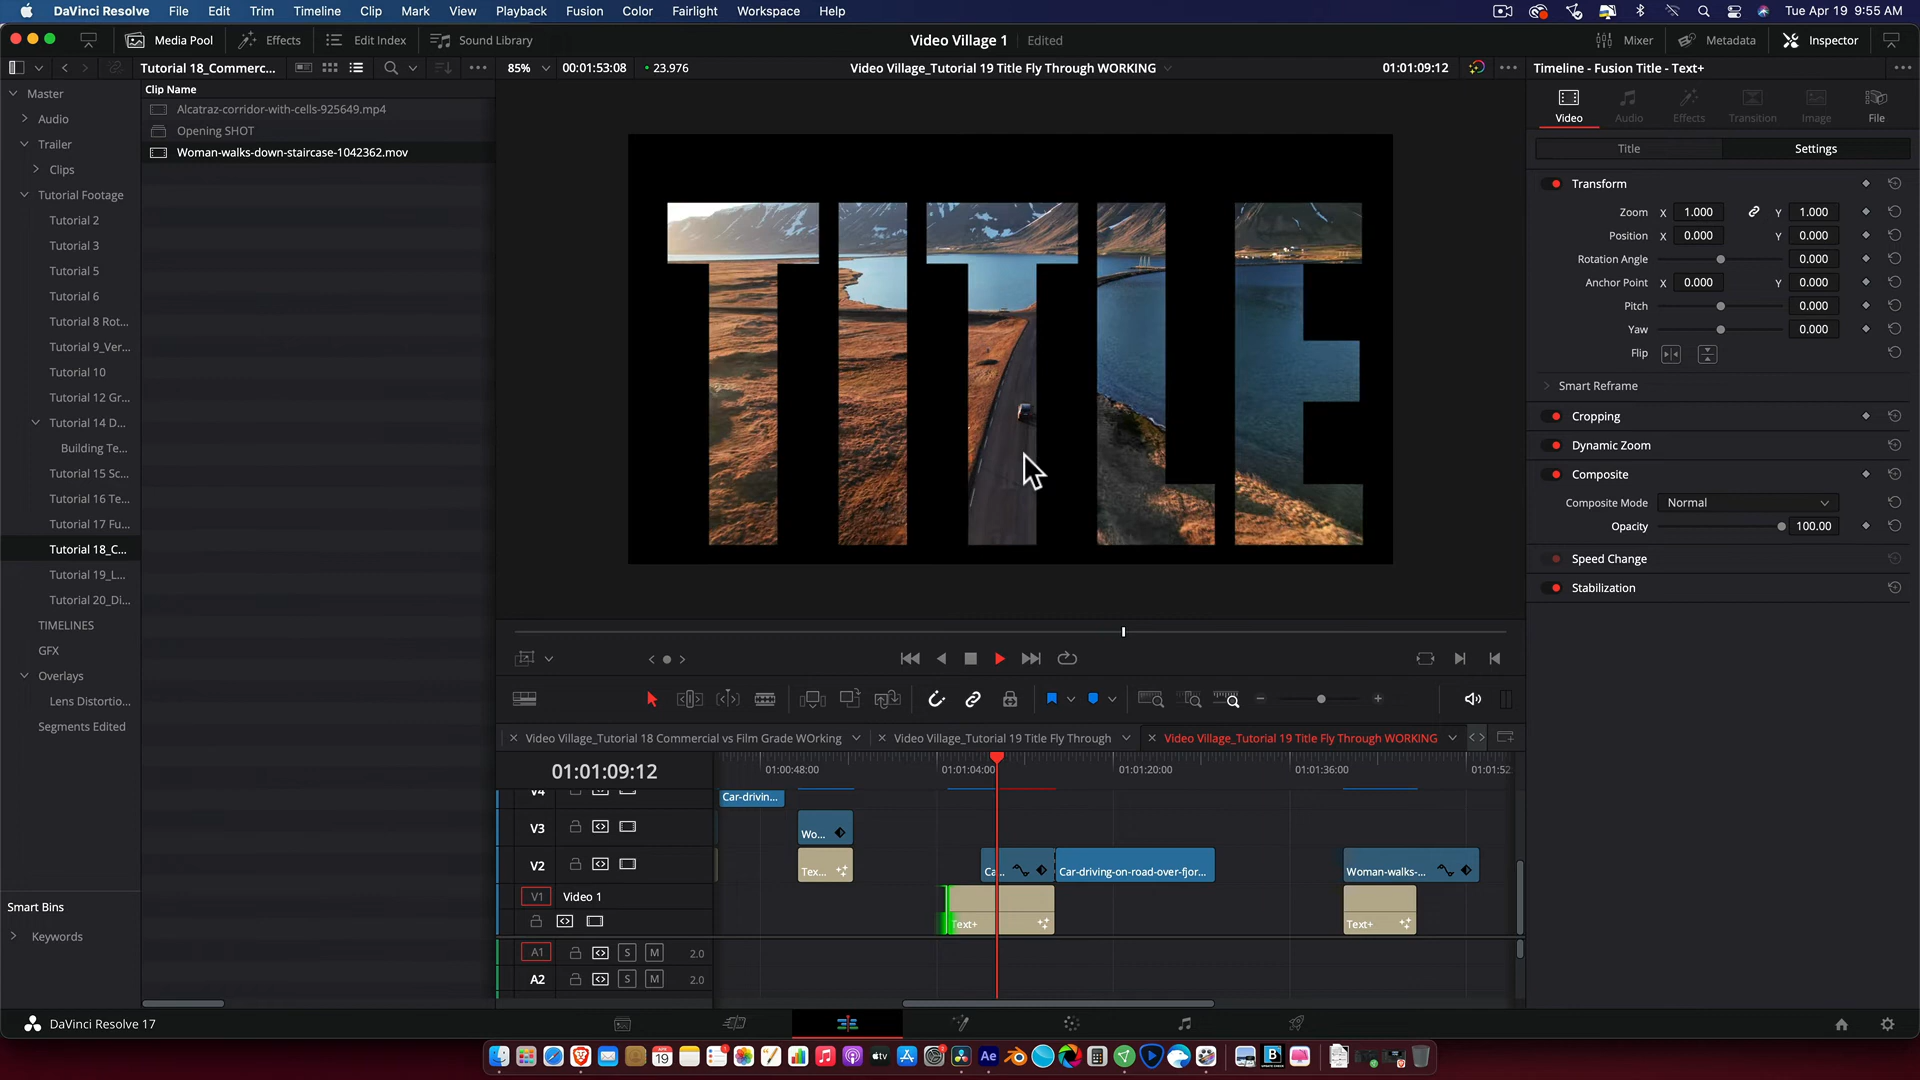 DaVinci Resolve File Edit Trim Timeline Clip Mark View Playback Fusion Color Fairlight Workspace Help Tue Apr 19 9:55 AM
Media Pool Effects Edit Index Sound Library Video Village 1 Edited Mixer Metadata Inspector
Tutorial 18_Commerc... 85% 00:01:53:08 23.976 Video Village_Tutorial 19 Title Fly Through WORKING 01:01:09:12 Timeline - Fusion Title - Text+
Master
Audio
Trailer
Clips
Tutorial Footage
Tutorial 2
Tutorial 3
Tutorial 5
Tutorial 6
Tutorial 8 Rot...
Tutorial 9_Ver...
Tutorial 10
Tutorial 12 Gr...
Tutorial 14 D...
Building Te...
Tutorial 15 Sc...
Tutorial 16 Te...
Tutorial 17 Fu...
Tutorial 18_C...
Tutorial 19_L...
Tutorial 20_Di...
TIMELINES
GFX
Overlays
Lens Distortio...
Segments Edited
Smart Bins
Keywords
Clip Name
Alcatraz-corridor-with-cells-925649.mp4
Opening SHOT
Woman-walks-down-staircase-1042362.mov
TITLE
Video Audio Effects Transition Image File
Title Settings
Transform
Zoom X 1.000 Y 1.000
Position X 0.000 Y 0.000
Rotation Angle 0.000
Anchor Point X 0.000 Y 0.000
Pitch 0.000
Yaw 0.000
Flip
Smart Reframe
Cropping
Dynamic Zoom
Composite
Composite Mode Normal
Opacity 100.00
Speed Change
Stabilization
Video Village_Tutorial 18 Commercial vs Film Grade WOrking Video Village_Tutorial 19 Title Fly Through Video Village_Tutorial 19 Title Fly Through WORKING
01:01:09:12 01:00:48:00 01:01:04:00 01:01:20:00 01:01:36:00 01:01:52
V4 Car-drivin...
V3 Wo...
V2 Tex... Ca... Car-driving-on-road-over-fjor... Woman-walks-...
V1 Video 1
Text+ Text+
A1 S M 2.0
A2 S M 2.0
DaVinci Resolve 17
19 Ae